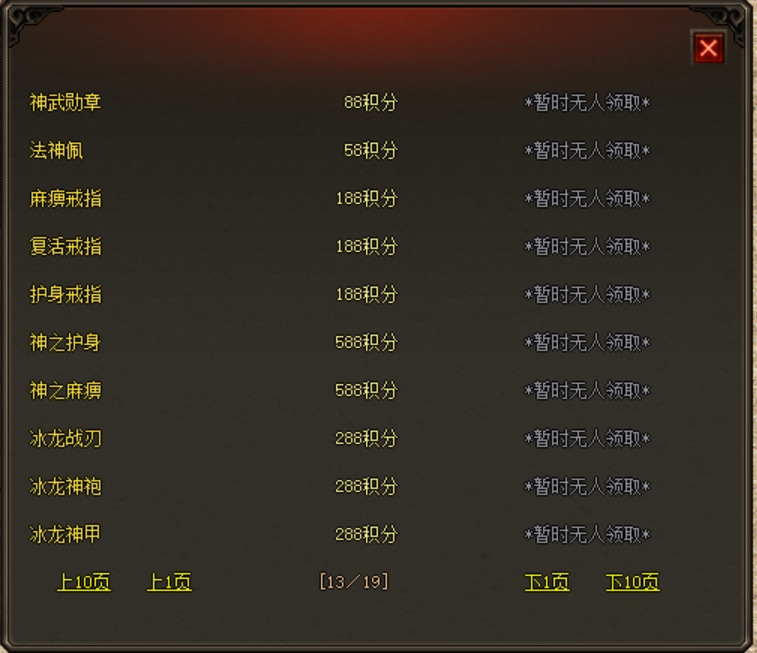 神武勋章 88积分 *暂时无人领取*
法神佩 58积分 *暂时无人领取*
麻痹戒指 188积分 *暂时无人领取*
复活戒指 188积分 *暂时无人领取*
护身戒指 188积分 *暂时无人领取*
神之护身 588积分 *暂时无人领取*
神之麻痹 588积分 *暂时无人领取*
冰龙战刃 288积分 *暂时无人领取*
冰龙神袍 288积分 *暂时无人领取*
冰龙神甲 288积分 *暂时无人领取*
上10页 上1页 [13/19] 下1页 下10页